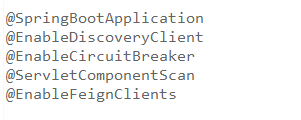 @SpringBootApplication
@EnableDiscoveryClient
@EnableCircuitBreaker
@ServletComponentScan
@EnableFeignClients